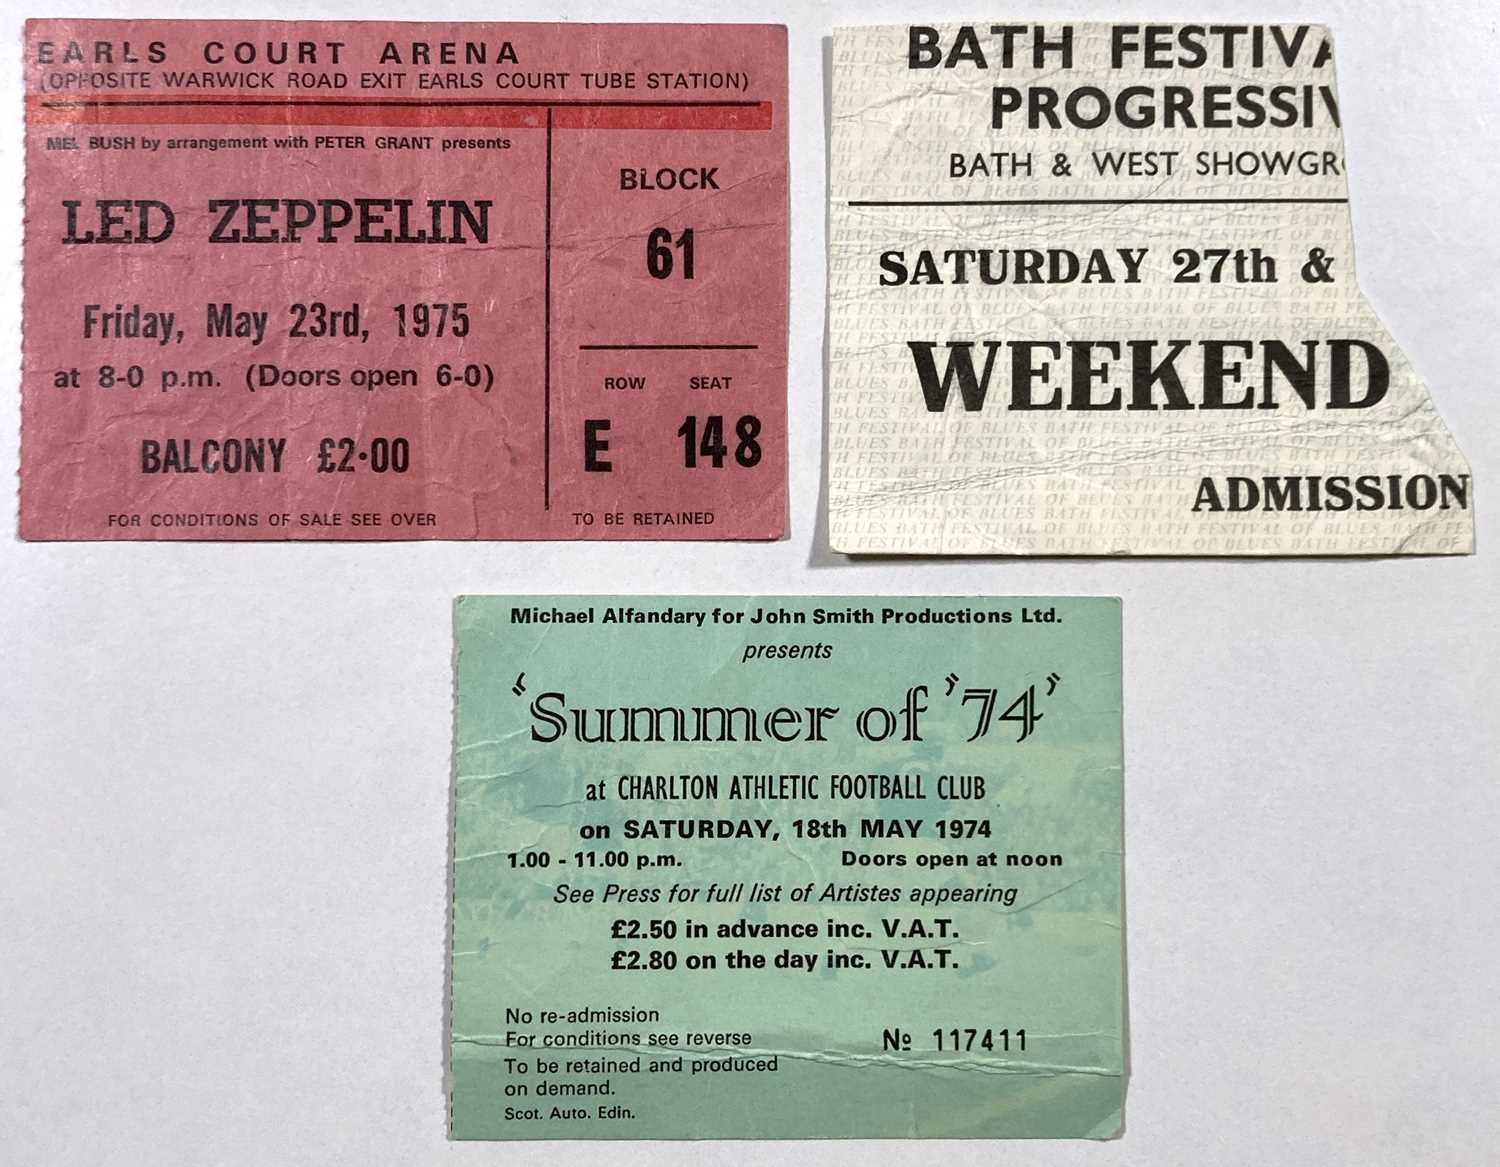 EARLS COURT ARENA
(OPPOSITE WARWICK ROAD EXIT EARLS COURT TUBE STATION)
MEL BUSH by arrangement with PETER GRANT presents
LED ZEPPELIN
Friday, May 23rd, 1975
at 8-0 p.m. (Doors open 6-0)
BALCONY £2·00
FOR CONDITIONS OF SALE SEE OVER
BLOCK
61
ROW SEAT
E 148
TO BE RETAINED
BATH FESTIVA
PROGRESSIV
BATH & WEST SHOWGRO
SATURDAY 27th &
WEEKEND
ADMISSION
Michael Alfandary for John Smith Productions Ltd.
presents
“Summer of ’74”
at CHARLTON ATHLETIC FOOTBALL CLUB
on SATURDAY, 18th MAY 1974
1.00 - 11.00 p.m. Doors open at noon
See Press for full list of Artistes appearing
£2.50 in advance inc. V.A.T.
£2.80 on the day inc. V.A.T.
No re-admission
For conditions see reverse
To be retained and produced
on demand.
Scot. Auto. Edin.
No 117411